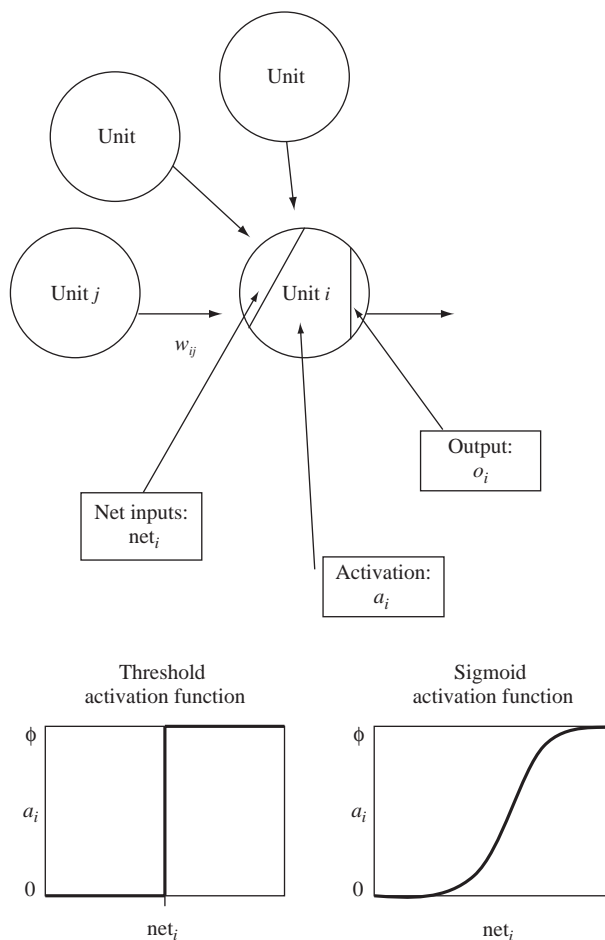 Unit
Unit
Unit j
Unit i
w_ij
Output:
o_i
Net inputs:
net_i
Activation:
a_i
Threshold
activation function
ϕ
a_i
0
net_i
Sigmoid
activation function
ϕ
a_i
0
net_i